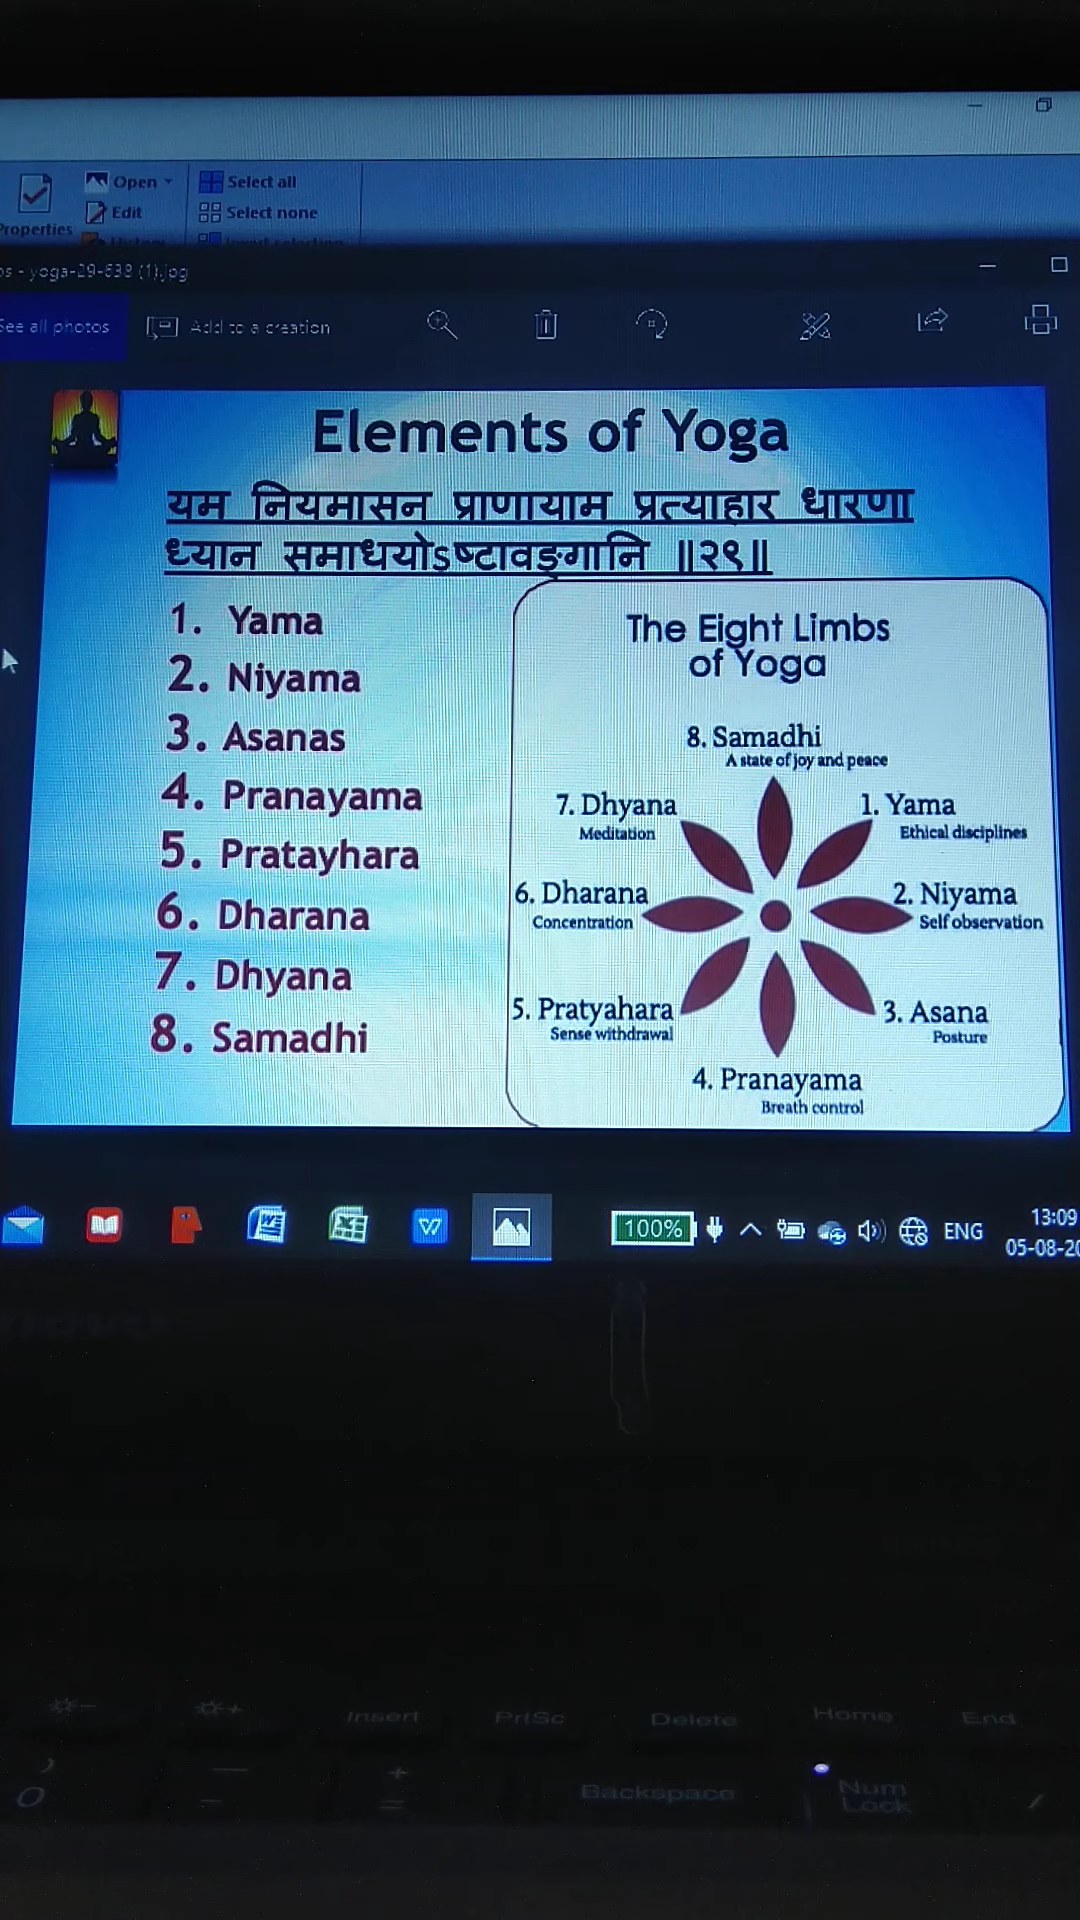 Open
Select all
Edit
Select none
Properties
os - yoga-29-638 (1).jpg
See all photos
Add to a creation
Elements of Yoga
यम नियमासन प्राणायाम प्रत्याहार धारणा
ध्यान समाधयोऽष्टावङ्गानि ॥२९॥
1. Yama
2. Niyama
3. Asanas
4. Pranayama
5. Pratayhara
6. Dharana
7. Dhyana
8. Samadhi
The Eight Limbs
of Yoga
8. Samadhi
A state of joy and peace
7. Dhyana
Meditation
1. Yama
Ethical disciplines
6. Dharana
Concentration
2. Niyama
Self observation
5. Pratyahara
Sense withdrawal
3. Asana
Posture
4. Pranayama
Breath control
100%
ENG
13:09
05-08-20
Insert
PrtSc
Delete
Home
End
Backspace
Num
Lock